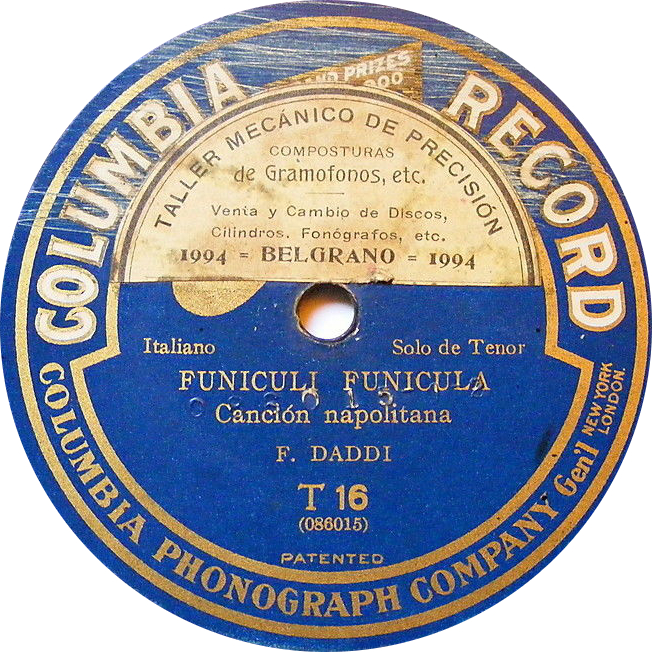 COLUMBIA RECORD
GRAND PRIZES
TALLER MECÁNICO DE PRECISIÓN
COMPOSTURAS
de Gramofonos, etc.
Venta y Cambio de Discos,
Cilindros. Fonógrafos, etc.
1994 = BELGRANO = 1994
Italiano Solo de Tenor
FUNICULI FUNICULA
Canción napolitana
F. DADDI
T 16
(086015)
PATENTED
COLUMBIA PHONOGRAPH COMPANY Gen'l NEW YORK LONDON.